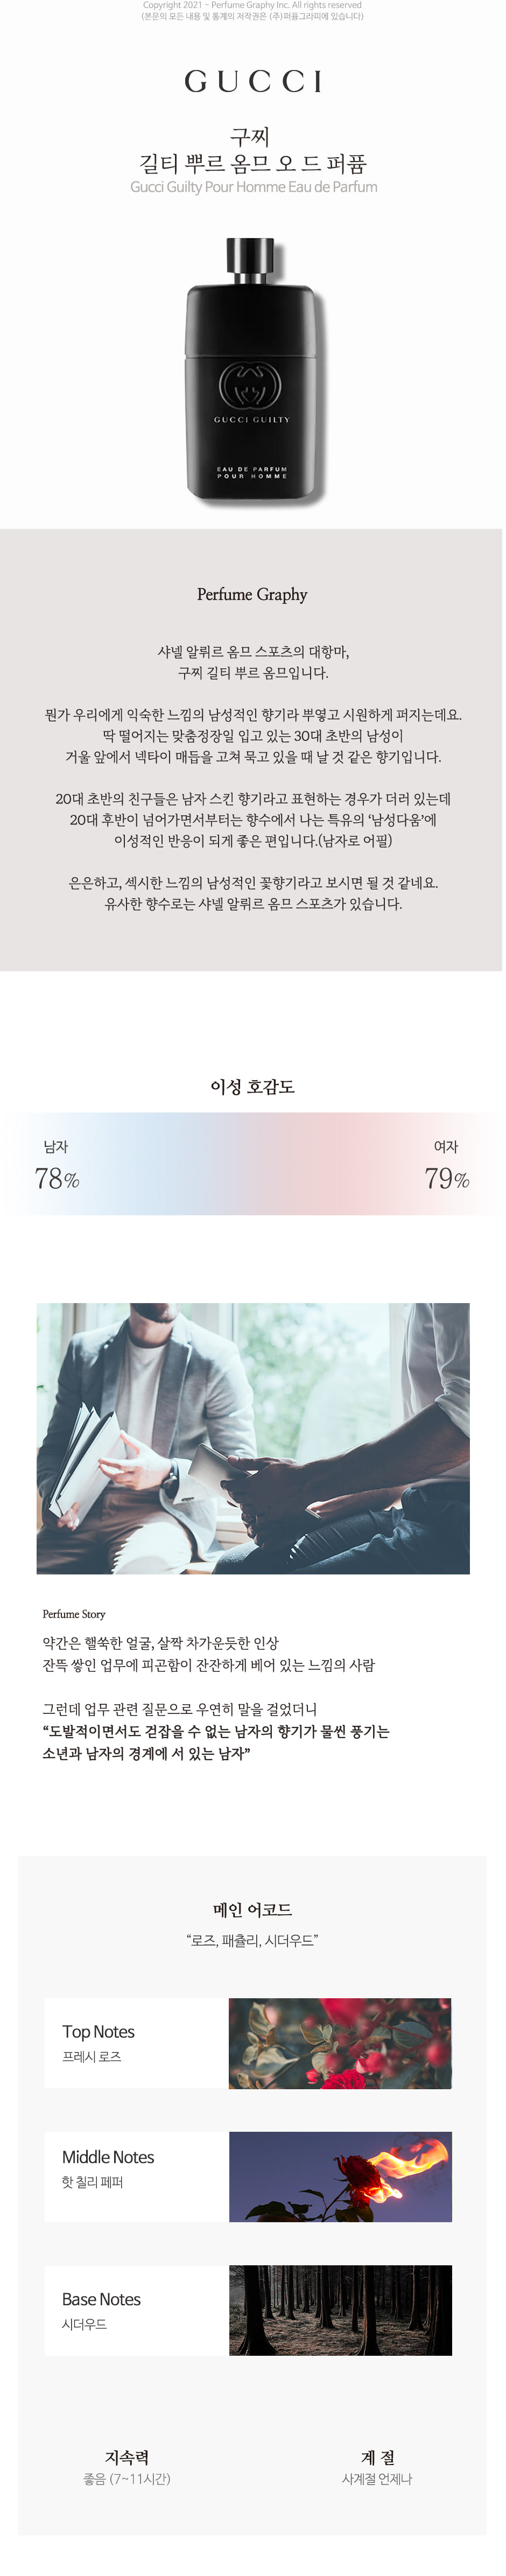 Copyright 2021 - Perfume Graphy Inc. All rights reserved
(본문의 모든 내용 및 통계의 저작권은 (주)퍼퓸그라피에 있습니다)
GUCCI
구찌
길티 뿌르 옴므 오 드 퍼퓸
Gucci Guilty Pour Homme Eau de Parfum
GUCCI GUILTY
EAU DE PARFUM
POUR HOMME
Perfume Graphy
샤넬 알뤼르 옴므 스포츠의 대항마,
구찌 길티 뿌르 옴므입니다.
뭔가 우리에게 익숙한 느낌의 남성적인 향기라 뿌옇고 시원하게 퍼지는데요.
딱 떨어지는 맞춤정장일 입고 있는 30대 초반의 남성이
거울 앞에서 넥타이 매듭을 고쳐 묵고 있을 때 날 것 같은 향기입니다.
20대 초반의 친구들은 남자 스킨 향기라고 표현하는 경우가 더러 있는데
20대 후반이 넘어가면서부터는 향수에서 나는 특유의 ‘남성다움’에
이성적인 반응이 되게 좋은 편입니다.(남자로 어필)
은은하고, 섹시한 느낌의 남성적인 꽃향기라고 보시면 될 것 같네요.
유사한 향수로는 샤넬 알뤼르 옴므 스포츠가 있습니다.
이성 호감도
남자
여자
78%
79%
Perfume Story
약간은 핼쑥한 얼굴, 살짝 차가운듯한 인상
잔뜩 쌓인 업무에 피곤함이 잔잔하게 베어 있는 느낌의 사람
그런데 업무 관련 질문으로 우연히 말을 걸었더니
“도발적이면서도 걷잡을 수 없는 남자의 향기가 물씬 풍기는
소년과 남자의 경계에 서 있는 남자”
메인 어코드
“로즈, 패츌리, 시더우드”
Top Notes
프레시 로즈
Middle Notes
핫 칠리 페퍼
Base Notes
시더우드
지속력
계 절
좋음 (7~11시간)
사계절 언제나